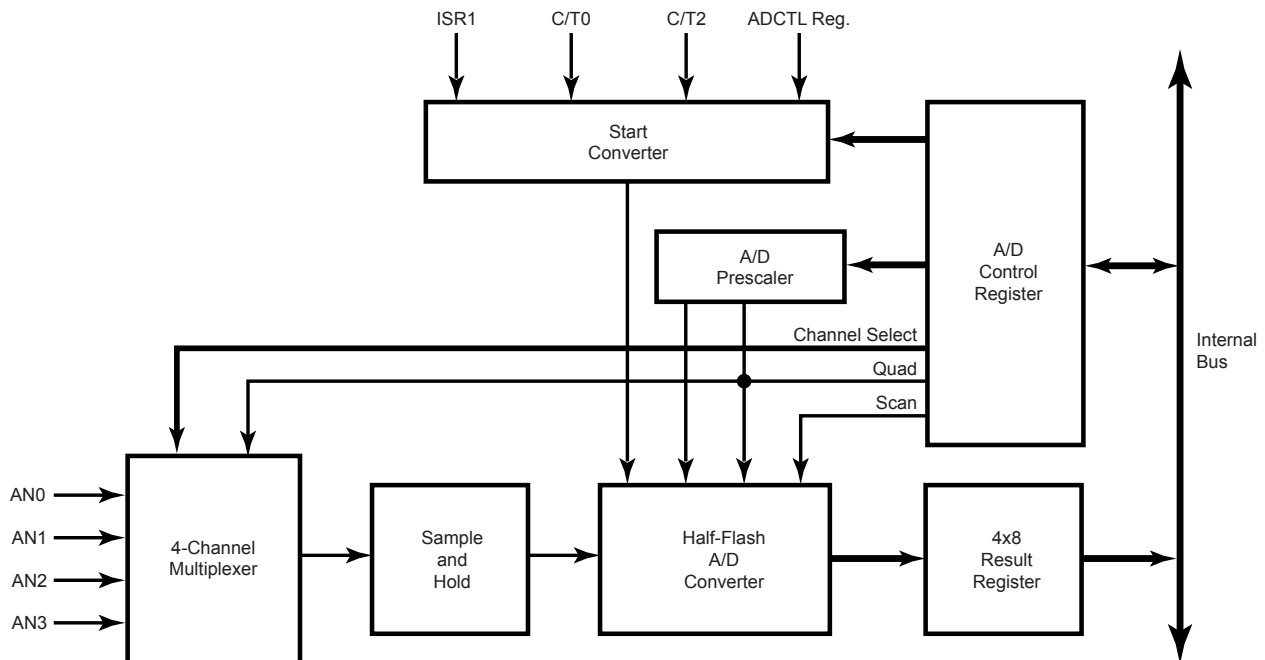 ISR1
C/T0
C/T2
ADCTL Reg.
Start
Converter
A/D
Prescaler
A/D
Control
Register
Channel Select
Quad
Scan
Internal
Bus
AN0
AN1
AN2
AN3
4-Channel
Multiplexer
Sample
and
Hold
Half-Flash
A/D
Converter
4x8
Result
Register